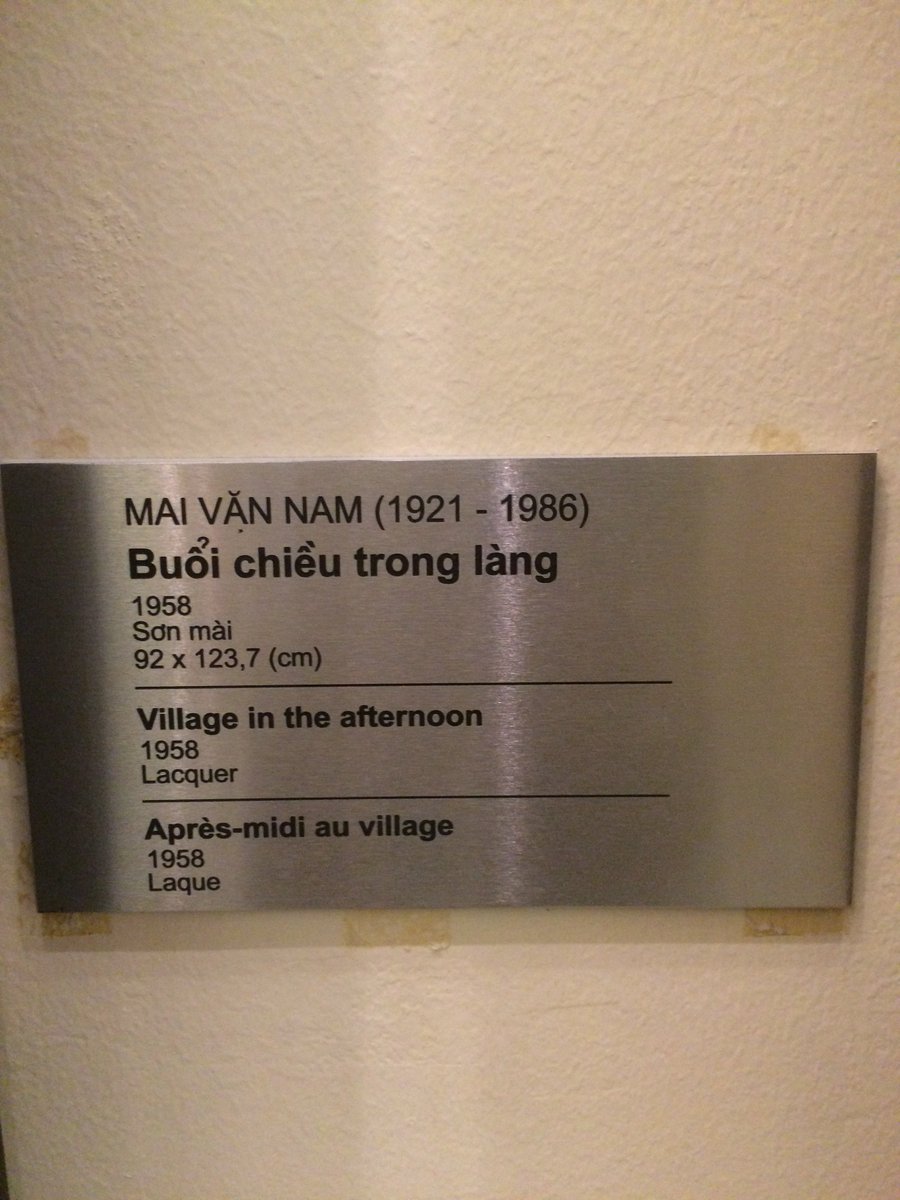 MAI VĂN NAM (1921 - 1986)
Buổi chiều trong làng
1958
Sơn mài
92 x 123,7 (cm)
Village in the afternoon
1958
Lacquer
Après-midi au village
1958
Laque